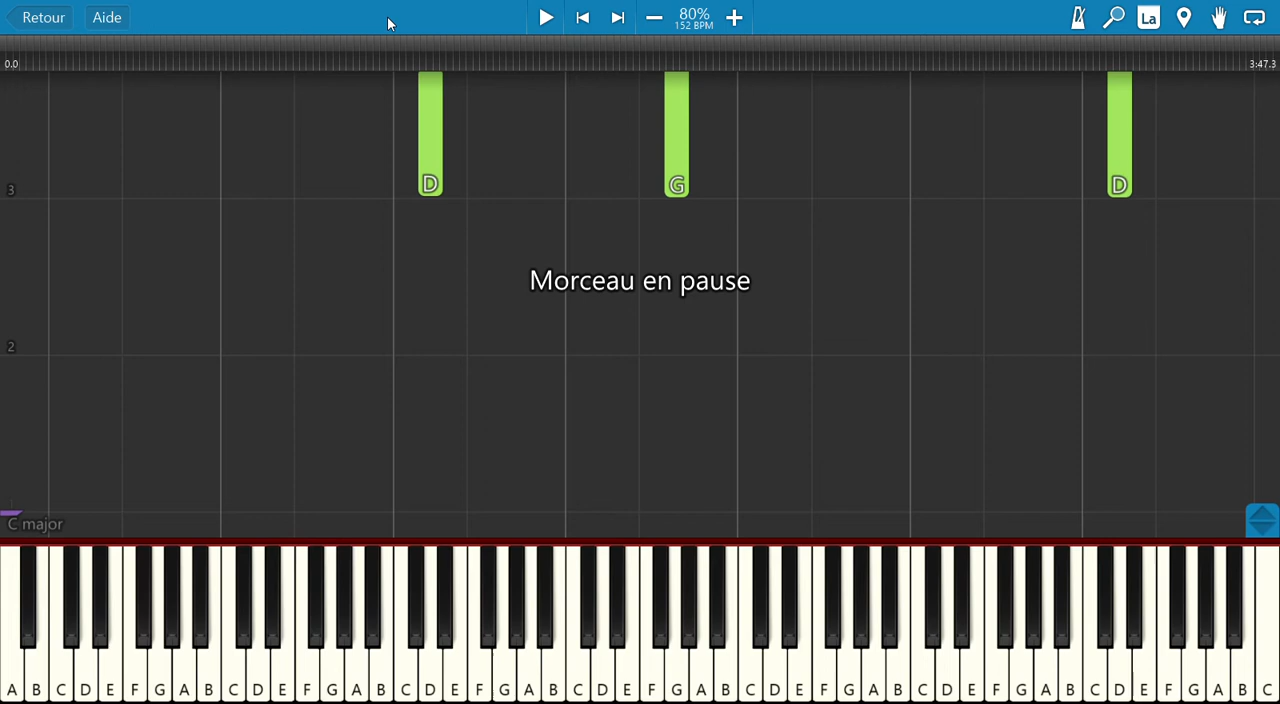 Retour Aide 80% La
152 BPM
0.0 3:47.3
D G D
3
Morceau en pause
2
C major
A B C D E F G A B C D E F G A B C D E F G A B C D E F G A B C D E F G A B C D E F G A B C D E F G A B C